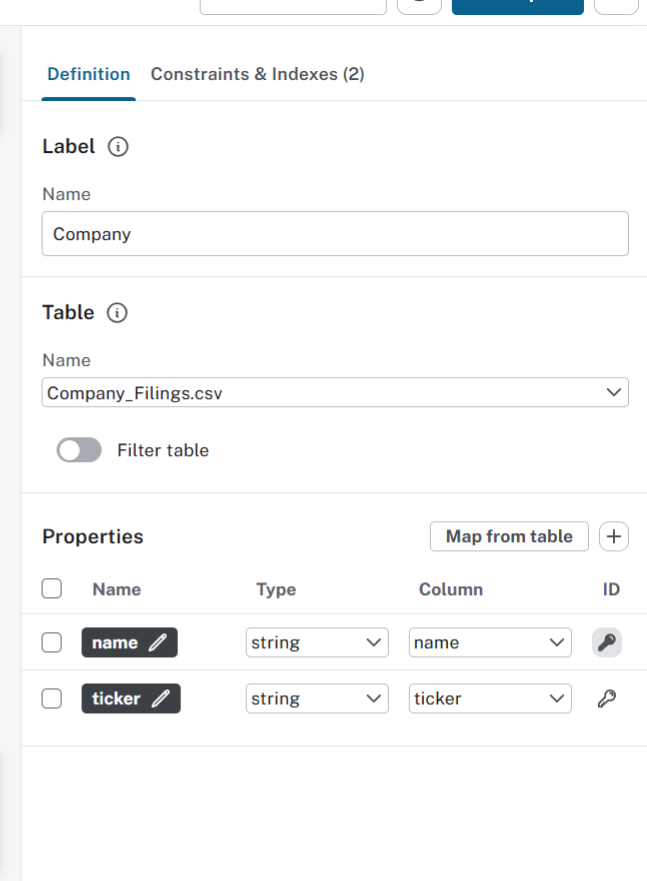 Definition Constraints & Indexes (2)
Label
Name
Company
Table
Name
Company_Filings.csv
Filter table
Properties Map from table
Name Type Column ID
name string name
ticker string ticker